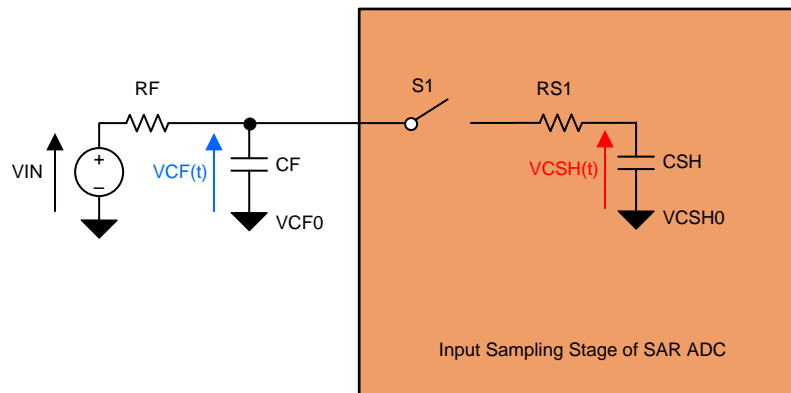 S1
RF
RS1
VIN
+
–
VCF(t)
CF
VCSH(t)
CSH
VCF0
VCSH0
Input Sampling Stage of SAR ADC